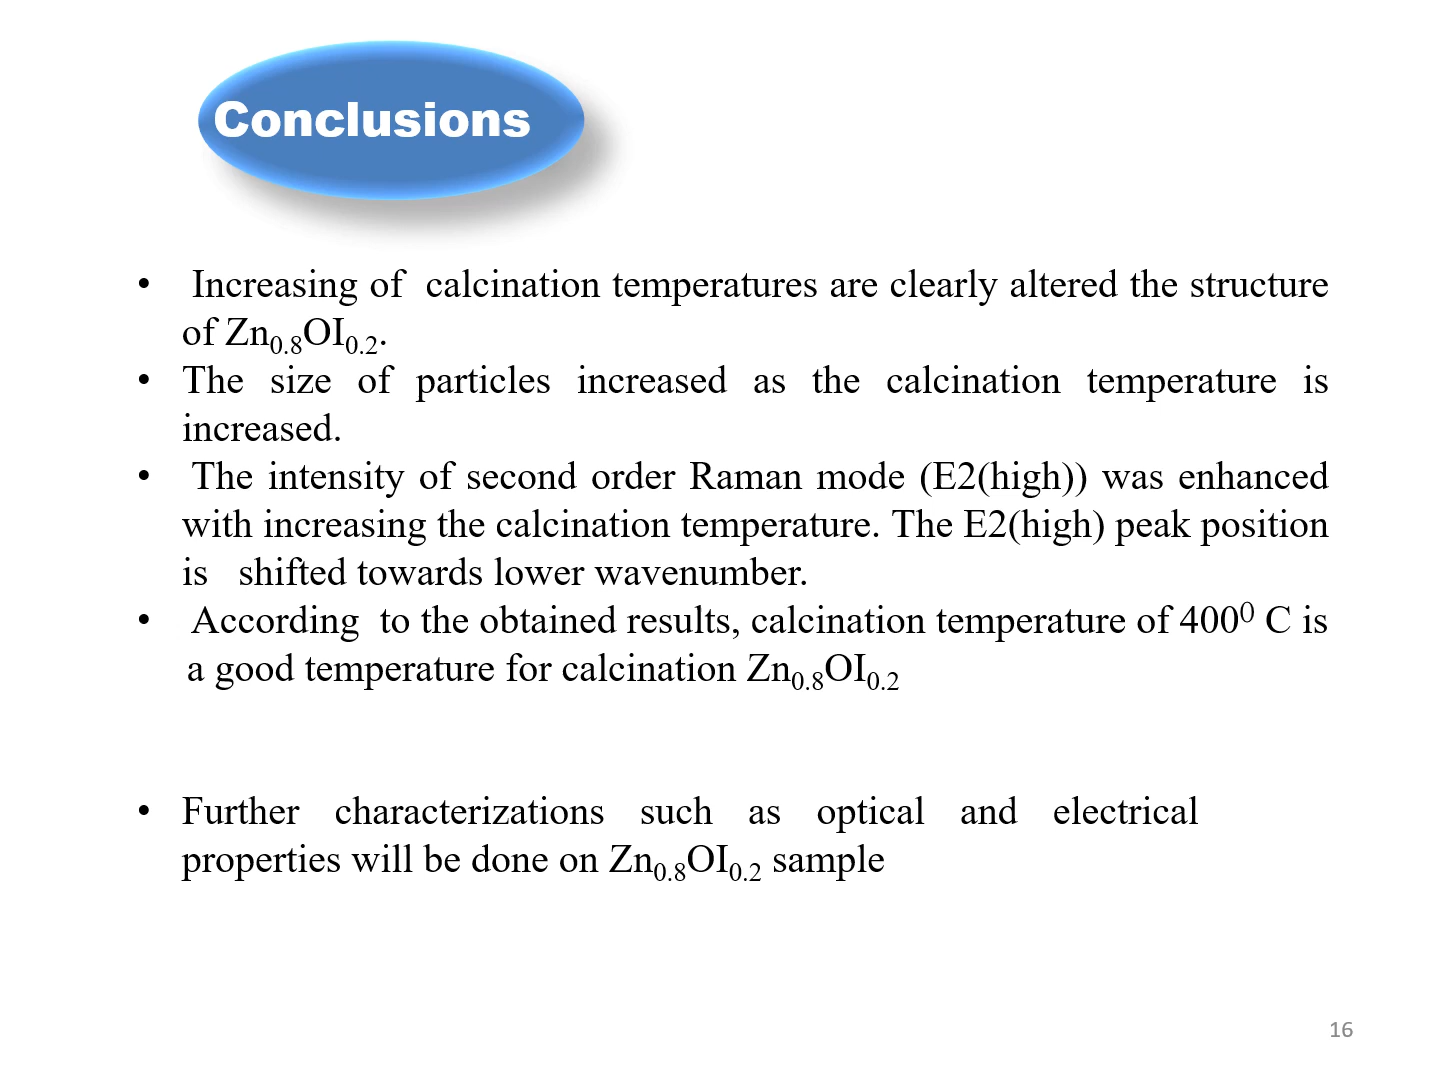 Conclusions
• Increasing of calcination temperatures are clearly altered the structure
of Zn0.8OI0.2.
• The size of particles increased as the calcination temperature is
increased.
• The intensity of second order Raman mode (E2(high)) was enhanced
with increasing the calcination temperature. The E2(high) peak position
is shifted towards lower wavenumber.
• According to the obtained results, calcination temperature of 400⁰ C is
a good temperature for calcination Zn0.8OI0.2
• Further characterizations such as optical and electrical
properties will be done on Zn0.8OI0.2 sample
16